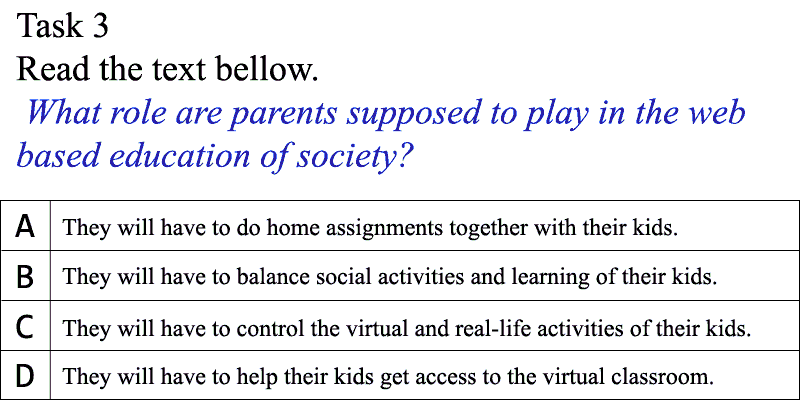 Task 3
Read the text bellow.
What role are parents supposed to play in the web
based education of society?
A They will have to do home assignments together with their kids.
B They will have to balance social activities and learning of their kids.
C They will have to control the virtual and real-life activities of their kids.
D They will have to help their kids get access to the virtual classroom.